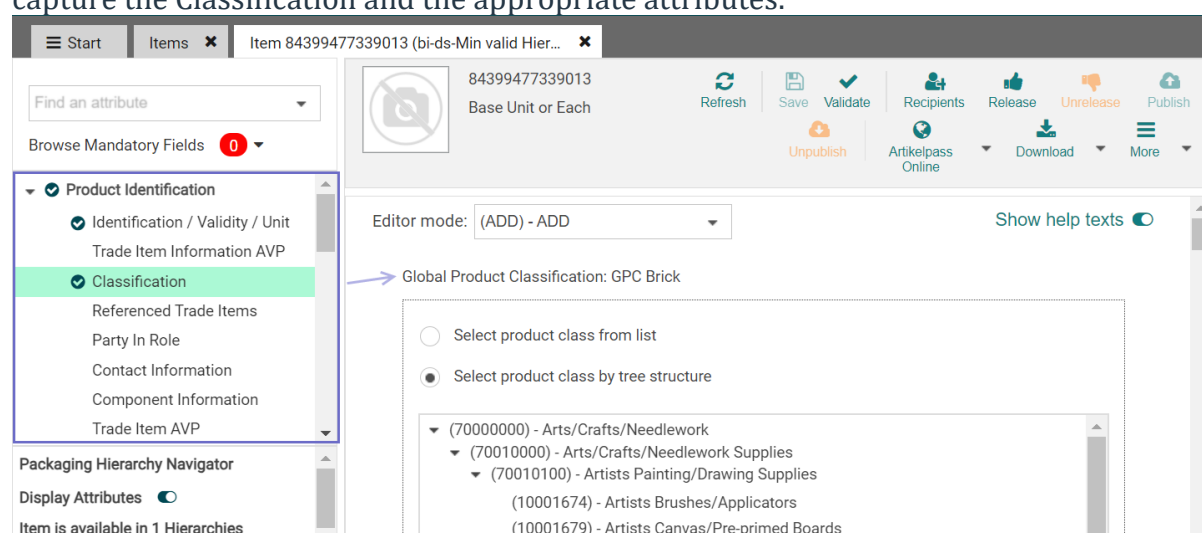 capture the Classification and the appropriate attributes.
Start
Items
Item 84399477339013 (bi-ds-Min valid Hier...
Find an attribute
Browse Mandatory Fields 0
Product Identification
Identification / Validity / Unit
Trade Item Information AVP
Classification
Referenced Trade Items
Party In Role
Contact Information
Component Information
Trade Item AVP
Packaging Hierarchy Navigator
Display Attributes
Item is available in 1 Hierarchies
84399477339013
Base Unit or Each
Refresh
Save
Validate
Recipients
Release
Unrelease
Publish
Unpublish
Artikelpass
Online
Download
More
Editor mode: (ADD) - ADD
Show help texts
Global Product Classification: GPC Brick
Select product class from list
Select product class by tree structure
(70000000) - Arts/Crafts/Needlework
(70010000) - Arts/Crafts/Needlework Supplies
(70010100) - Artists Painting/Drawing Supplies
(10001674) - Artists Brushes/Applicators
(10001679) - Artists Canvas/Pre-primed Boards